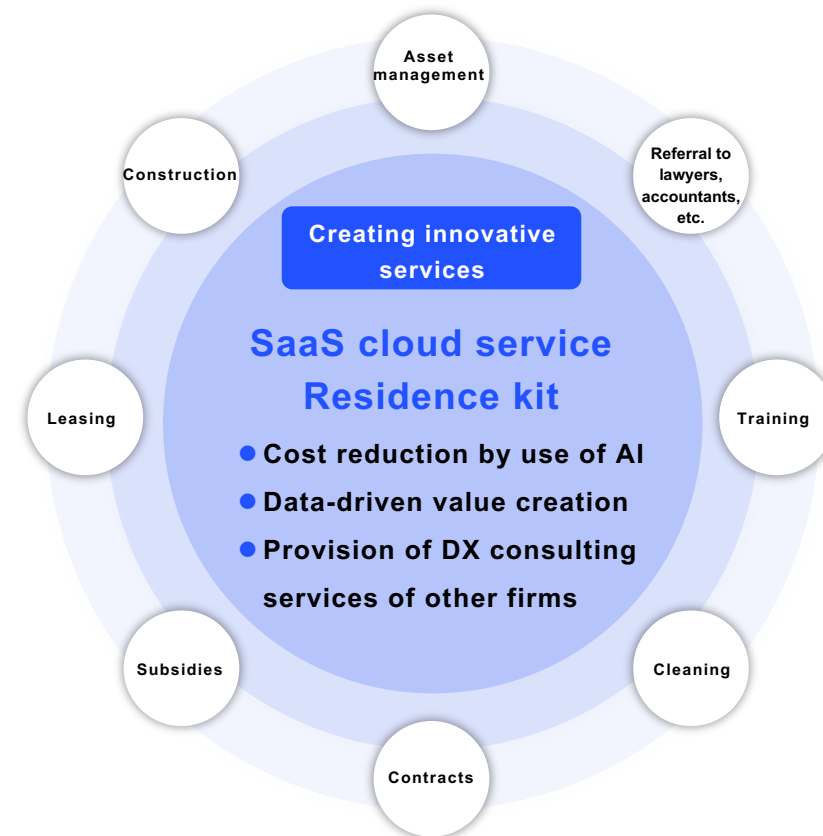 Asset
management
Construction
Referral to
lawyers,
accountants,
etc.
Creating innovative
services
SaaS cloud service
Residence kit
Leasing
Training
● Cost reduction by use of AI
● Data-driven value creation
● Provision of DX consulting
services of other firms
Subsidies
Cleaning
Contracts